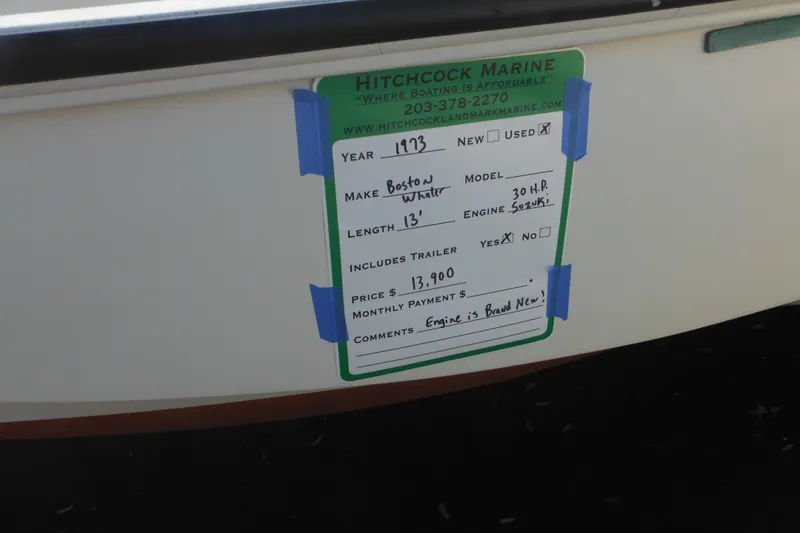 HITCHCOCK MARINE
"WHERE BOATING IS AFFORDABLE"
203-378-2270
WWW.HITCHCOCKLANDMARKMARINE.COM
YEAR 1973 NEW USED X
MAKE Boston Whaler MODEL
LENGTH 13' ENGINE 30 H.P. Suzuki
INCLUDES TRAILER YES X NO
PRICE $ 13,900
MONTHLY PAYMENT $
COMMENTS Engine is Brand New!